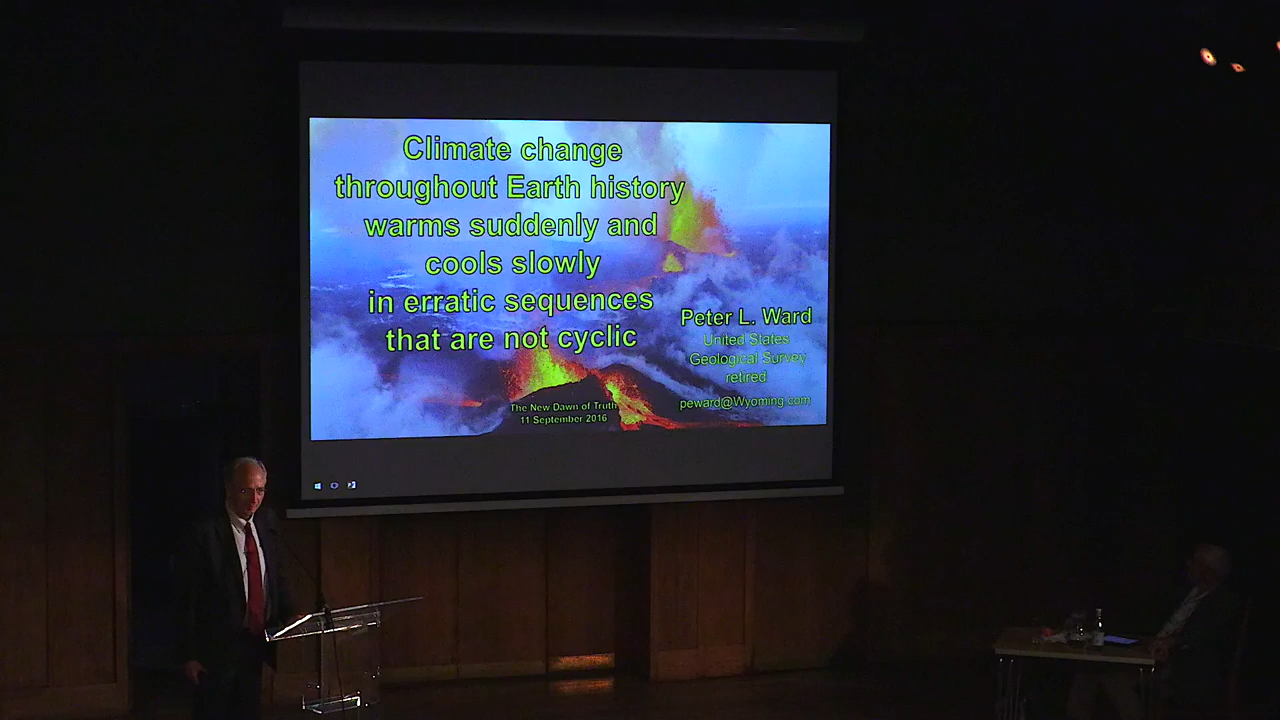 Climate change
throughout Earth history
warms suddenly and
cools slowly
in erratic sequences
that are not cyclic
Peter L. Ward
United States
Geological Survey
retired
peward@Wyoming.com
The New Dawn of Truth
11 September 2016